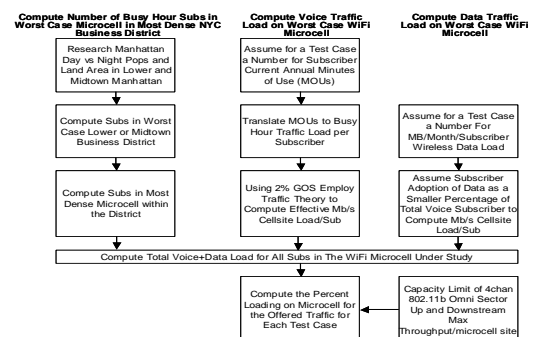 Compute Number of Busy Hour Subs in
Worst Case Microcell in Most Dense NYC
Business District
Research Manhattan
Day vs Night Pops and
Land Area in Lower and
Midtown Manhattan
Compute Subs in Worst
Case Lower or Midtown
Business District
Compute Subs in Most
Dense Microcell within
the District
Compute Voice Traffic
Load on Worst Case WiFi
Microcell
Assume for a Test Case
a Number for Subscriber
Current Annual Minutes
of Use (MOUs)
Translate MOUs to Busy
Hour Traffic Load per
Subscriber
Using 2% GOS Employ
Traffic Theory to
Compute Effective Mb/s
Cellsite Load/Sub
Compute Data Traffic
Load on Worst Case WiFi
Microcell
Assume for a Test Case
a Number For
MB/Month/Subscriber
Wireless Data Load
Assume Subscriber
Adoption of Data as a
Smaller Percentage of
Total Voice Subscriber to
Compute Mb/s Cellsite
Load/Sub
Compute Total Voice+Data Load for All Subs in The WiFi Microcell Under Study
Compute the Percent
Loading on Microcell for
the Offered Traffic for
Each Test Case
Capacity Limit of 4chan
802.11b Omni Sector
Up and Downstream
Max
Throughput/microcell site